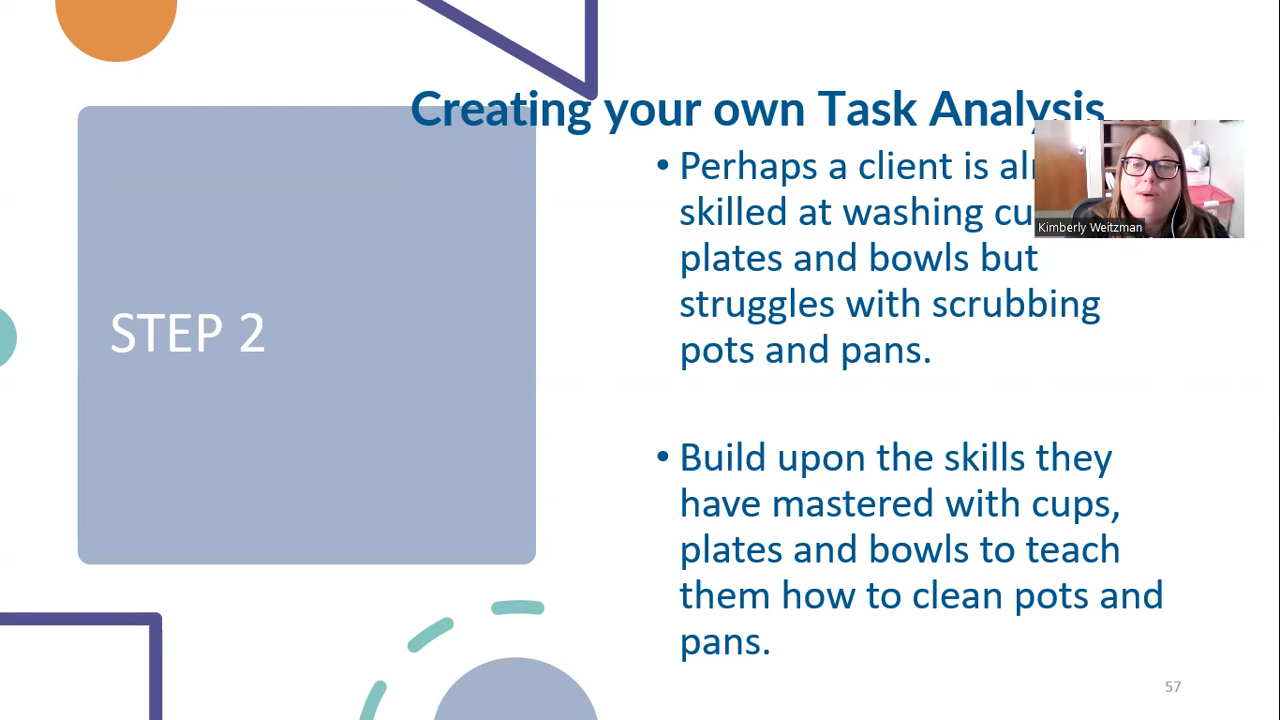 Creating your own Task Analysis
STEP 2
• Perhaps a client is
skilled at washing
plates and bowls but
struggles with scrubbing
pots and pans.
• Build upon the skills they
have mastered with cups,
plates and bowls to teach
them how to clean pots and
pans.
Kimberly Weitzman
57